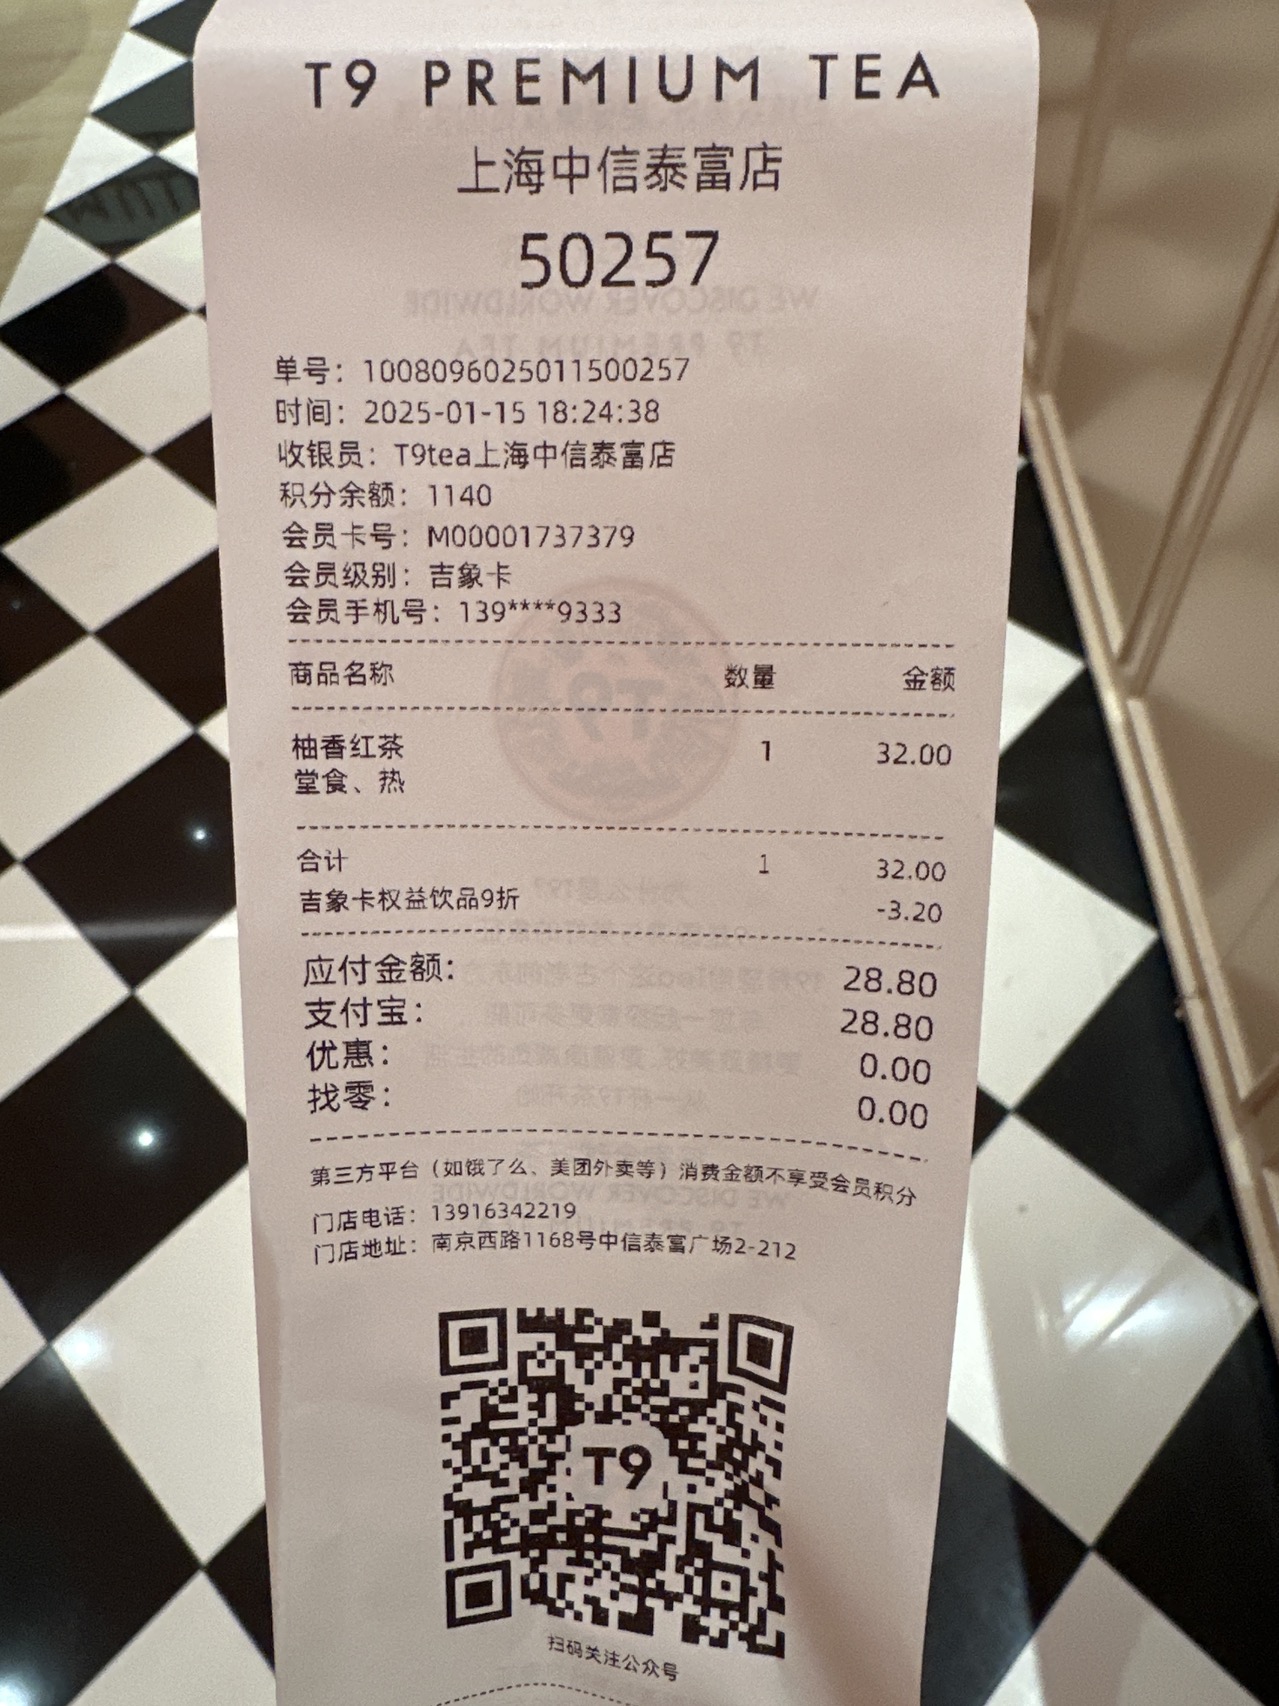 T9 PREMIUM TEA
上海中信泰富店
50257
单号：1008096025011500257
时间：2025-01-15 18:24:38
收银员：T9tea上海中信泰富店
积分余额：1140
会员卡号：M00001737379
会员级别：吉象卡
会员手机号：139****9333
商品名称 数量 金额
柚香红茶 1 32.00
堂食、热
合计 1 32.00
吉象卡权益饮品9折 -3.20
应付金额： 28.80
支付宝： 28.80
优惠： 0.00
找零： 0.00
第三方平台（如饿了么、美团外卖等）消费金额不享受会员积分
门店电话：13916342219
门店地址：南京西路1168号中信泰富广场2-212
T9
扫码关注公众号